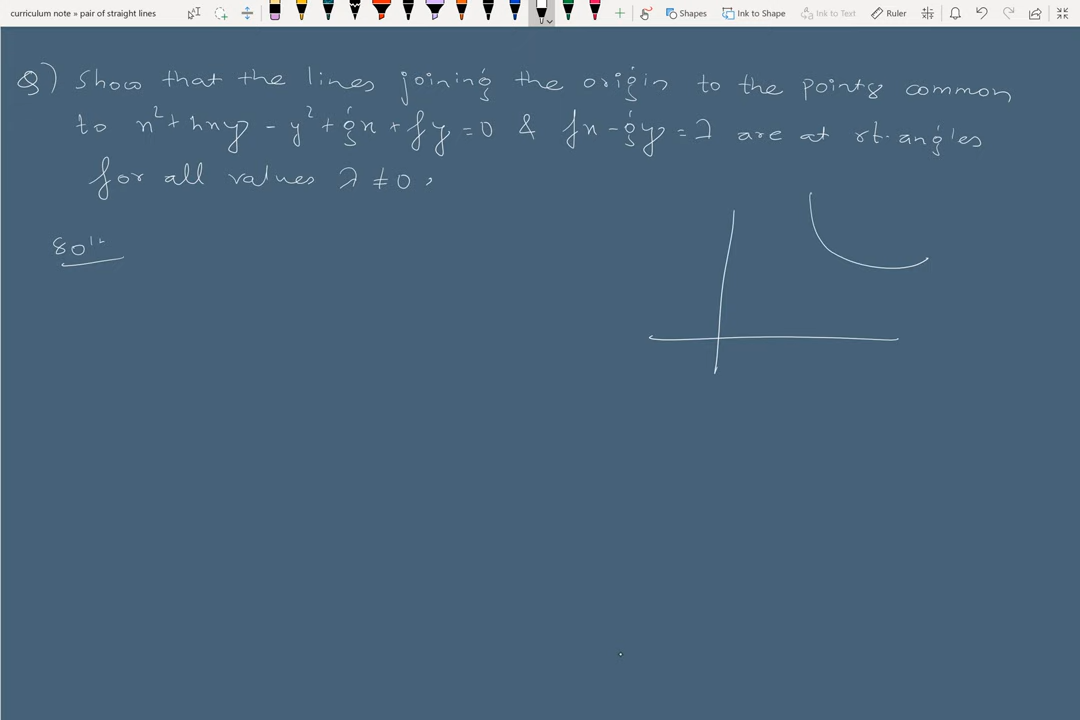 curriculum note » pair of straight lines
Shapes Ink to Shape Ink to Text Ruler
Q) Show that the lines joining the origin to the points common
to x² + hxy - y² + gx + fy = 0 & fx - gy = λ are at rt. angles
for all values λ ≠ 0,
Solⁿ